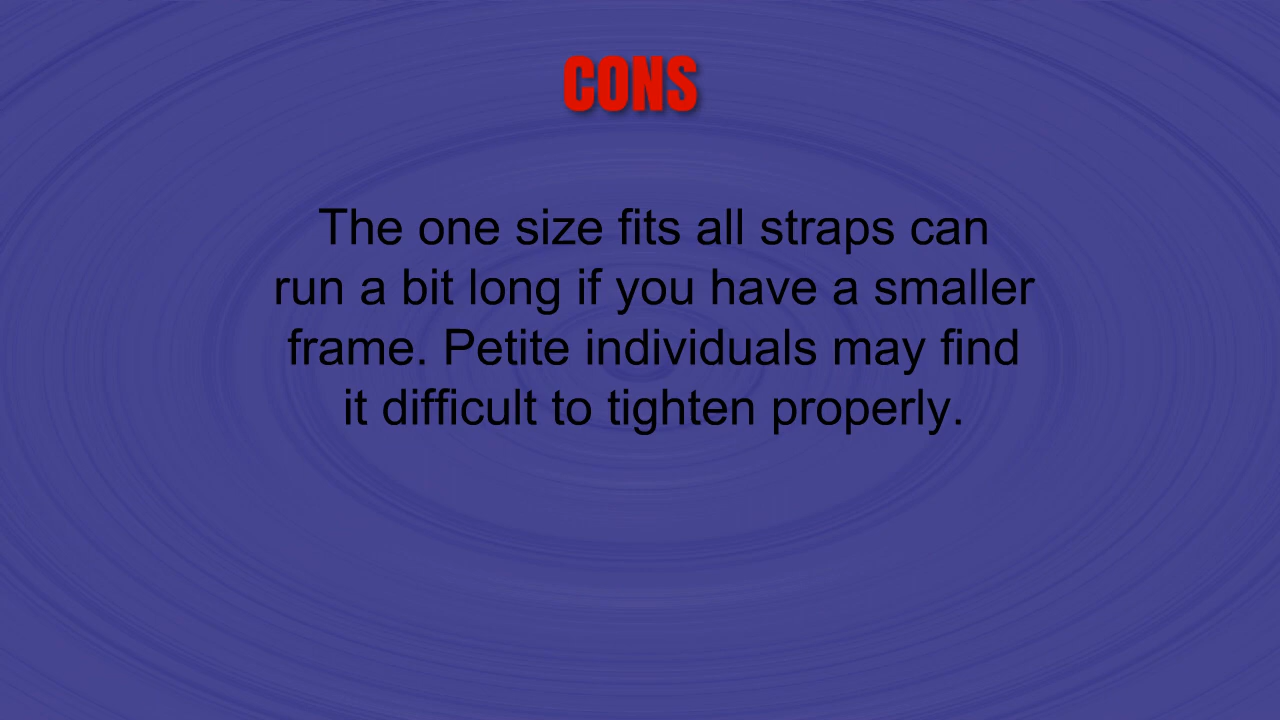 CONS
The one size fits all straps can
run a bit long if you have a smaller
frame. Petite individuals may find
it difficult to tighten properly.